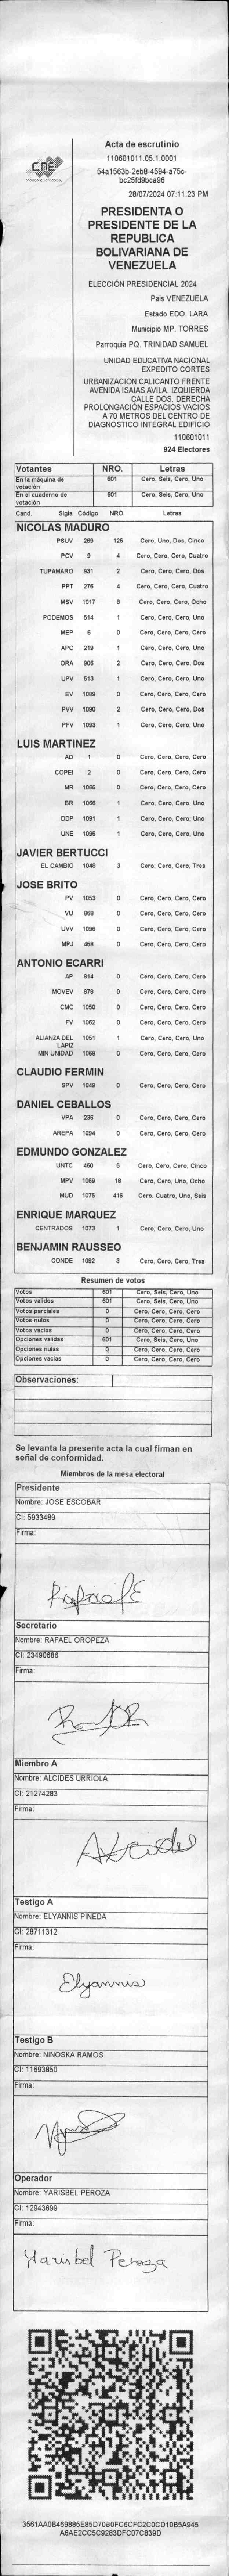 CNE
Acta de escrutinio
110601011.05.1.0001
54a1563b-2eb8-4594-a75c-
bc25fd9bca96
28/07/2024 07:11:23 PM
PRESIDENTA O
PRESIDENTE DE LA
REPUBLICA
BOLIVARIANA DE
VENEZUELA
ELECCIÓN PRESIDENCIAL 2024
Pais VENEZUELA
Estado EDO. LARA
Municipio MP. TORRES
Parroquia PQ. TRINIDAD SAMUEL
UNIDAD EDUCATIVA NACIONAL
EXPEDITO CORTES
URBANIZACION CALICANTO FRENTE
AVENIDA ISAIAS AVILA. IZQUIERDA
CALLE DOS. DERECHA
PROLONGACIÓN ESPACIOS VACIOS
A 70 METROS DEL CENTRO DE
DIAGNOSTICO INTEGRAL EDIFICIO
110601011
924 Electores
Votantes NRO. Letras
En la máquina de votación 601 Cero, Seis, Cero, Uno
En el cuaderno de votación 601 Cero, Seis, Cero, Uno
Cand. Sigla Código NRO. Letras
NICOLAS MADURO
PSUV 269 125 Cero, Uno, Dos, Cinco
PCV 9 4 Cero, Cero, Cero, Cuatro
TUPAMARO 931 2 Cero, Cero, Cero, Dos
PPT 276 4 Cero, Cero, Cero, Cuatro
MSV 1017 8 Cero, Cero, Cero, Ocho
PODEMOS 514 1 Cero, Cero, Cero, Uno
MEP 6 0 Cero, Cero, Cero, Cero
APC 219 1 Cero, Cero, Cero, Uno
ORA 906 2 Cero, Cero, Cero, Dos
UPV 513 1 Cero, Cero, Cero, Uno
EV 1089 0 Cero, Cero, Cero, Cero
PVV 1090 2 Cero, Cero, Cero, Dos
PFV 1093 1 Cero, Cero, Cero, Uno
LUIS MARTINEZ
AD 1 0 Cero, Cero, Cero, Cero
COPEI 2 0 Cero, Cero, Cero, Cero
MR 1065 0 Cero, Cero, Cero, Cero
BR 1066 1 Cero, Cero, Cero, Uno
DDP 1091 1 Cero, Cero, Cero, Uno
UNE 1095 1 Cero, Cero, Cero, Uno
JAVIER BERTUCCI
EL CAMBIO 1048 3 Cero, Cero, Cero, Tres
JOSE BRITO
PV 1053 0 Cero, Cero, Cero, Cero
VU 868 0 Cero, Cero, Cero, Cero
UVV 1096 0 Cero, Cero, Cero, Cero
MPJ 458 0 Cero, Cero, Cero, Cero
ANTONIO ECARRI
AP 814 0 Cero, Cero, Cero, Cero
MOVEV 878 0 Cero, Cero, Cero, Cero
CMC 1050 0 Cero, Cero, Cero, Cero
FV 1062 0 Cero, Cero, Cero, Cero
ALIANZA DEL LAPIZ 1051 1 Cero, Cero, Cero, Uno
MIN UNIDAD 1068 0 Cero, Cero, Cero, Cero
CLAUDIO FERMIN
SPV 1049 0 Cero, Cero, Cero, Cero
DANIEL CEBALLOS
VPA 236 0 Cero, Cero, Cero, Cero
AREPA 1094 0 Cero, Cero, Cero, Cero
EDMUNDO GONZALEZ
UNTC 460 5 Cero, Cero, Cero, Cinco
MPV 1069 18 Cero, Cero, Uno, Ocho
MUD 1075 416 Cero, Cuatro, Uno, Seis
ENRIQUE MARQUEZ
CENTRADOS 1073 1 Cero, Cero, Cero, Uno
BENJAMIN RAUSSEO
CONDE 1082 3 Cero, Cero, Cero, Tres
Resumen de votos
Votos 601 Cero, Seis, Cero, Uno
Votos validos 601 Cero, Seis, Cero, Uno
Votos parciales 0 Cero, Cero, Cero, Cero
Votos nulos 0 Cero, Cero, Cero, Cero
Votos vacios 0 Cero, Cero, Cero, Cero
Opciones validas 601 Cero, Seis, Cero, Uno
Opciones nulas 0 Cero, Cero, Cero, Cero
Opciones vacias 0 Cero, Cero, Cero, Cero
Observaciones:
Se levanta la presente acta la cual firman en
señal de conformidad.
Miembros de la mesa electoral
Presidente
Nombre: JOSE ESCOBAR
CI: 5933489
Firma:
Secretario
Nombre: RAFAEL OROPEZA
CI: 23490686
Firma:
Miembro A
Nombre: ALCIDES URRIOLA
CI: 21274283
Firma:
Testigo A
Nombre: ELYANNIS PINEDA
CI: 28711312
Firma:
Elyannis
Testigo B
Nombre: NINOSKA RAMOS
CI: 11693850
Firma:
Operador
Nombre: YARISBEL PEROZA
CI: 12943699
Firma:
Yarisbel Peroza
3561AA0B469885E85D7080FC6CFC2C0CD10B5A945
A6AE2CC5C9283DFC07C839D